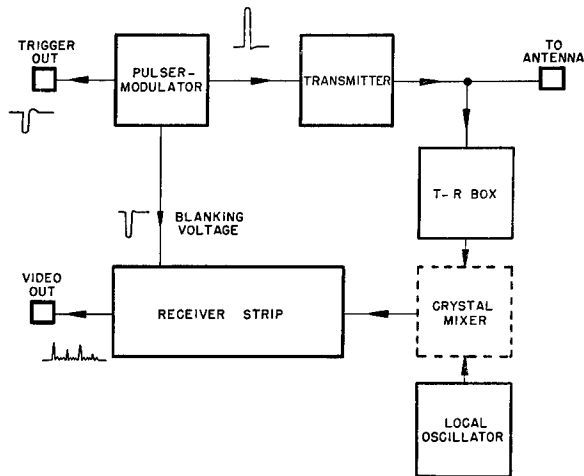 TRIGGER
OUT
PULSER-
MODULATOR
TRANSMITTER
TO
ANTENNA
T-R BOX
BLANKING
VOLTAGE
VIDEO
OUT
RECEIVER STRIP
CRYSTAL
MIXER
LOCAL
OSCILLATOR